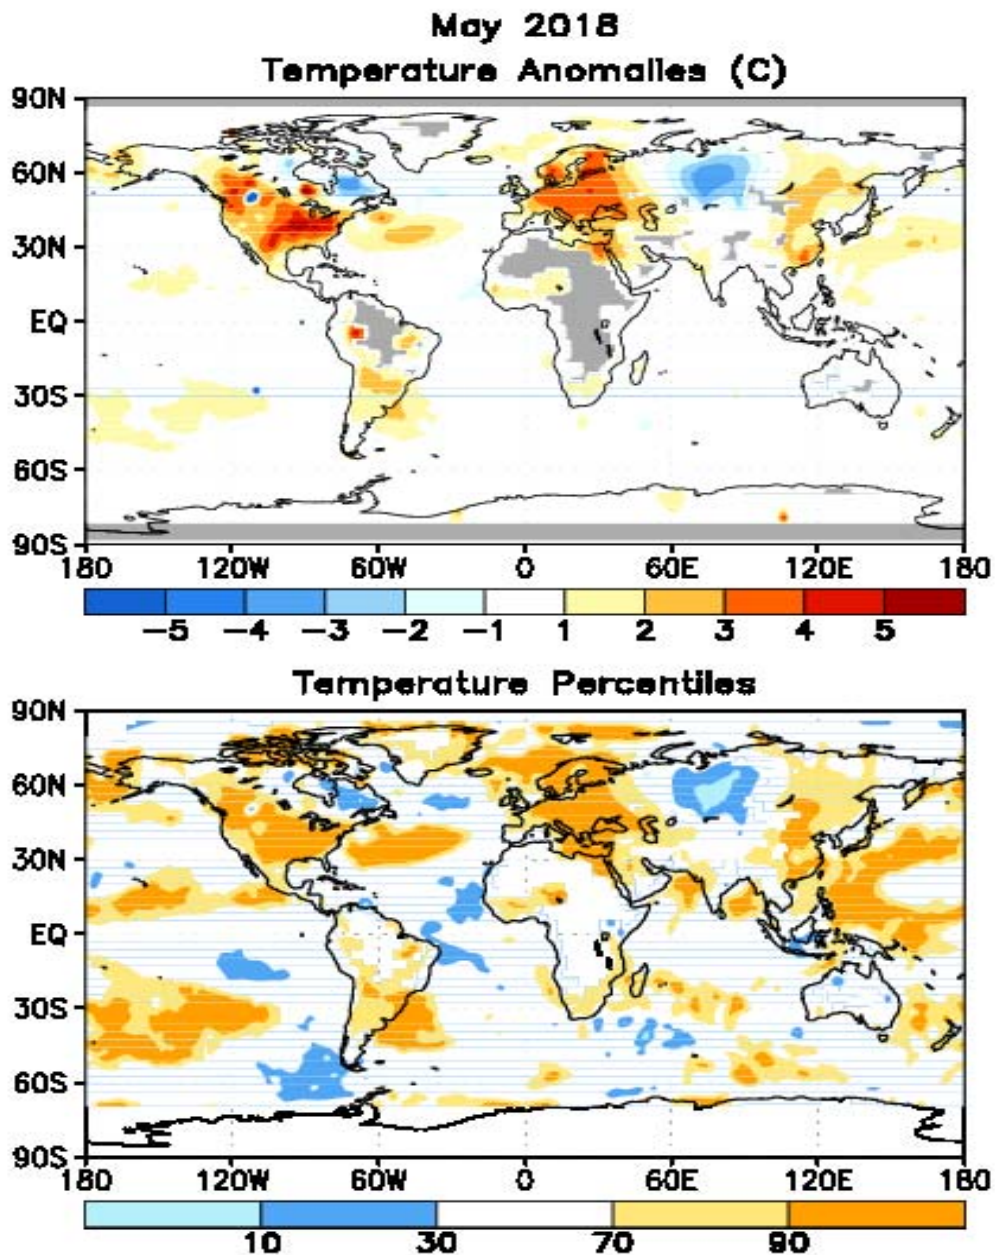 May 2018
Temperature Anomalies (C)
90N
60N
30N
EQ
30S
60S
90S
180 120W 60W 0 60E 120E 180
−5 −4 −3 −2 −1 1 2 3 4 5
Temperature Percentiles
90N
60N
30N
EQ
30S
60S
90S
180 120W 60W 0 60E 120E 180
10 30 70 90